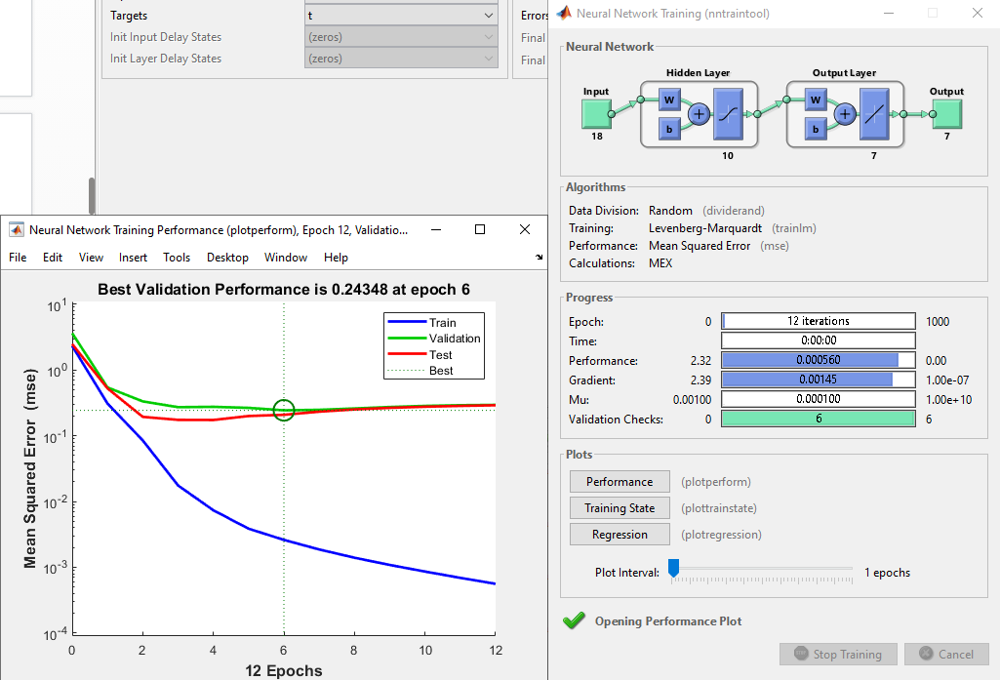 Targets t
Init Input Delay States (zeros)
Init Layer Delay States (zeros)
Errors
Final
Final
Neural Network Training Performance (plotperform), Epoch 12, Validatio...
File Edit View Insert Tools Desktop Window Help
Best Validation Performance is 0.24348 at epoch 6
Train
Validation
Test
Best
Mean Squared Error (mse)
10^1
10^0
10^-1
10^-2
10^-3
10^-4
0 2 4 6 8 10 12
12 Epochs
Neural Network Training (nntraintool)
Neural Network
Hidden Layer Output Layer
Input Output
W W
b + b +
18 7
10 7
Algorithms
Data Division: Random (dividerand)
Training: Levenberg-Marquardt (trainlm)
Performance: Mean Squared Error (mse)
Calculations: MEX
Progress
Epoch: 0 12 iterations 1000
Time: 0:00:00
Performance: 2.32 0.000560 0.00
Gradient: 2.39 0.00145 1.00e-07
Mu: 0.00100 0.000100 1.00e+10
Validation Checks: 0 6 6
Plots
Performance (plotperform)
Training State (plottrainstate)
Regression (plotregression)
Plot Interval: 1 epochs
Opening Performance Plot
Stop Training Cancel